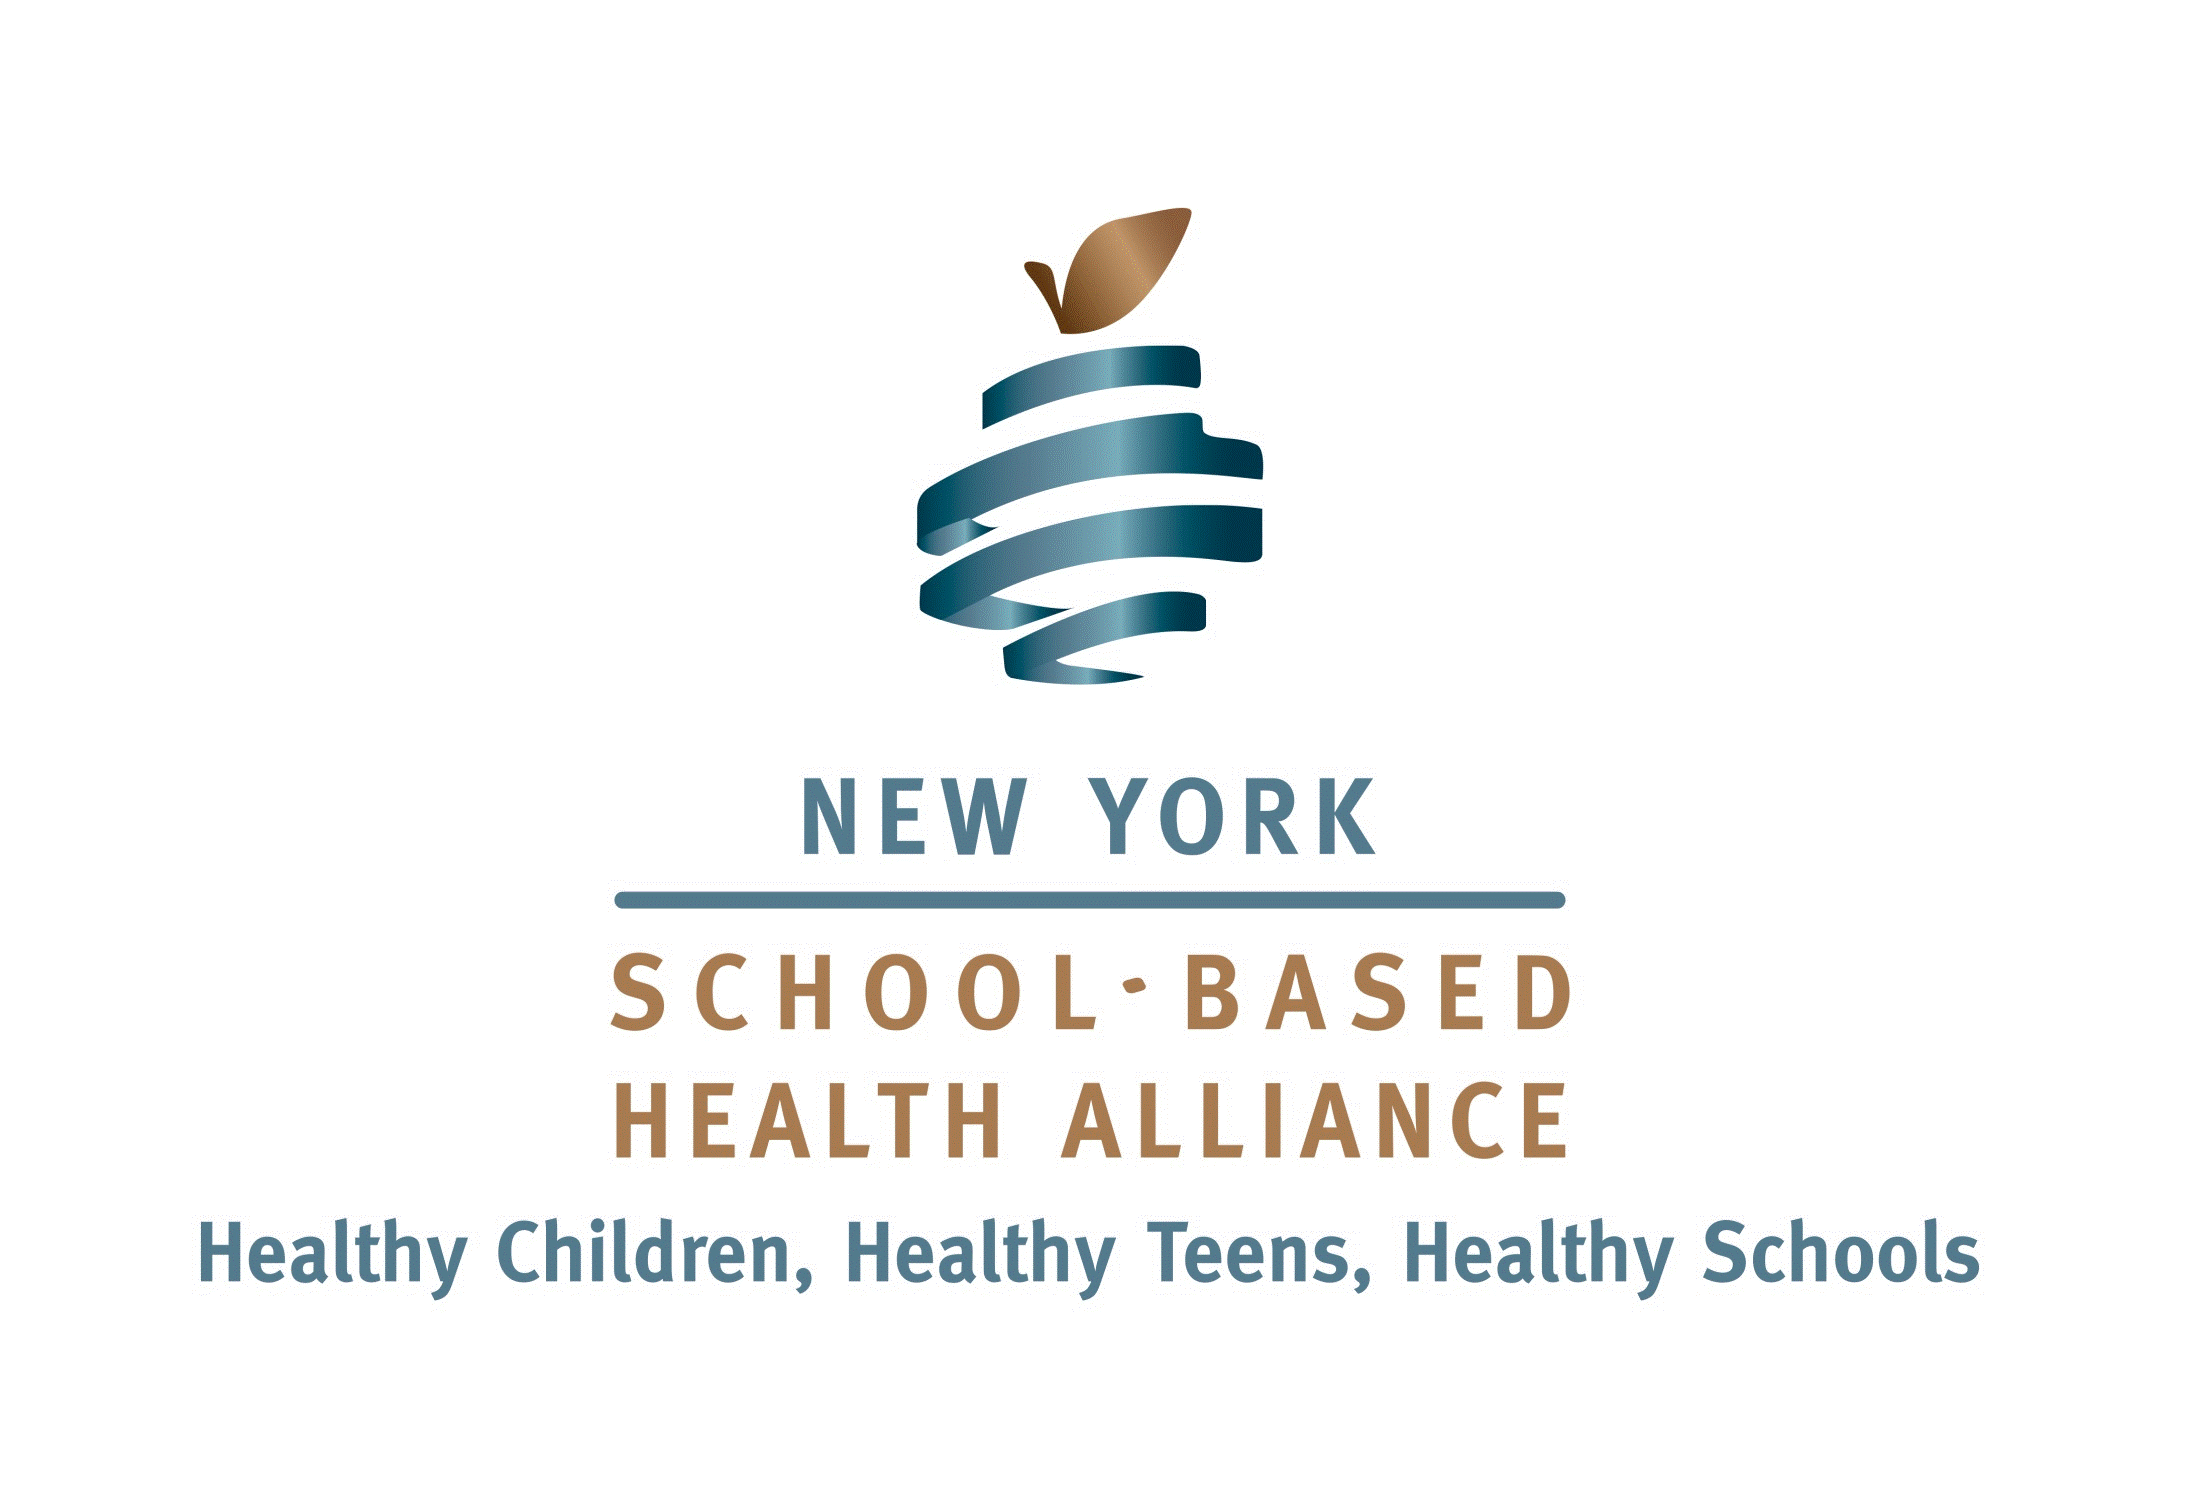 NEW YORK
SCHOOL-BASED
HEALTH ALLIANCE
Healthy Children, Healthy Teens, Healthy Schools